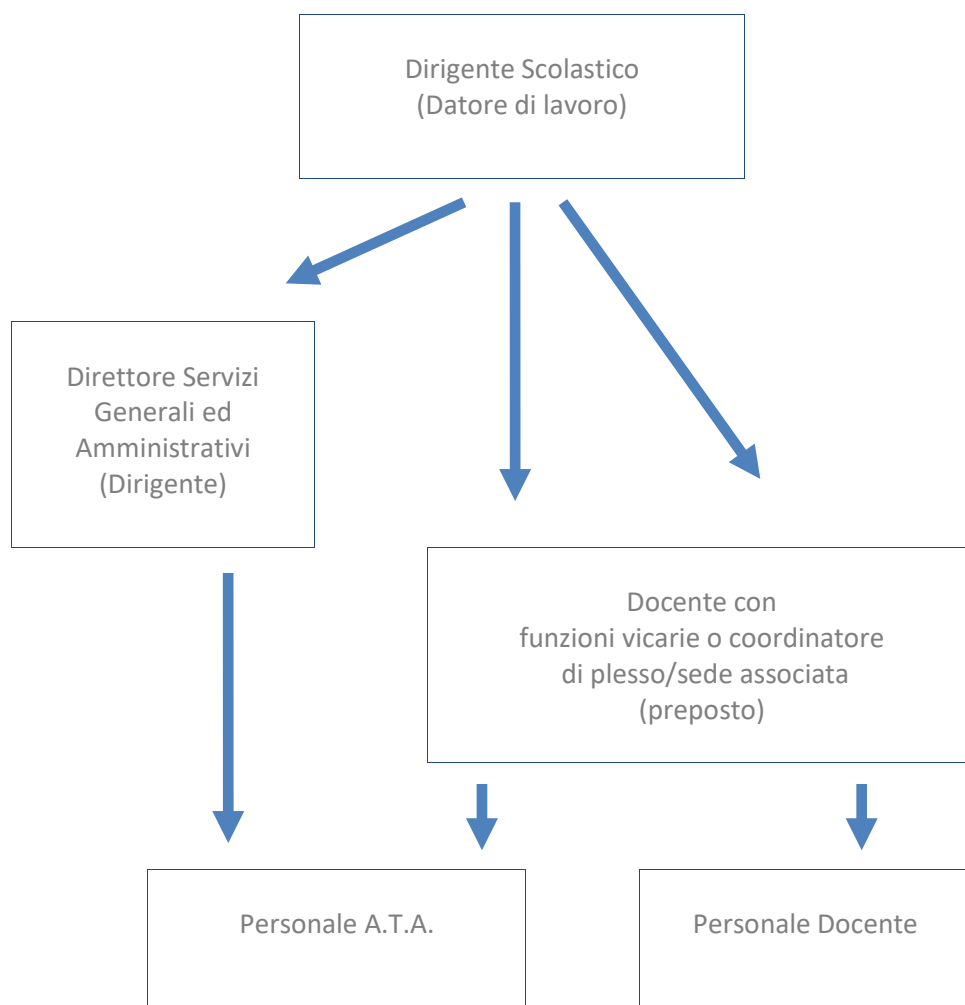 Dirigente Scolastico
(Datore di lavoro)
Direttore Servizi
Generali ed
Amministrativi
(Dirigente)
Docente con
funzioni vicarie o coordinatore
di plesso/sede associata
(preposto)
Personale A.T.A.
Personale Docente